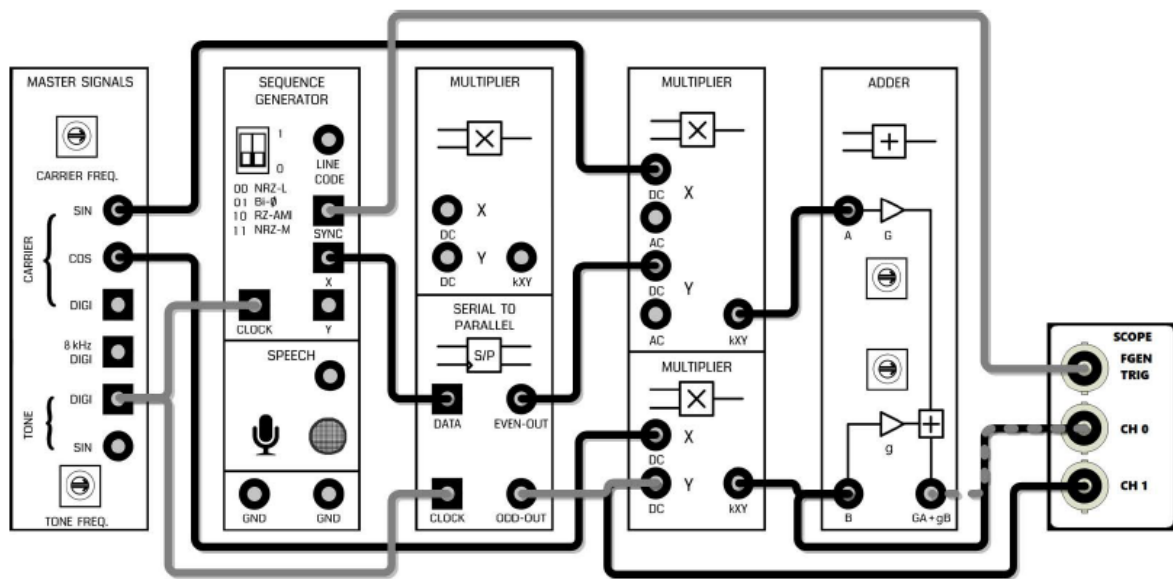 MASTER SIGNALS
CARRIER FREQ.
SIN
CARRIER
COS
DIGI
8 kHz
DIGI
DIGI
TONE
SIN
TONE FREQ.
SEQUENCE
GENERATOR
1
0
LINE
CODE
00 NRZ-L
01 Bi-Ø
10 RZ-AMI
11 NRZ-M
SYNC
X
CLOCK
Y
SPEECH
GND
GND
MULTIPLIER
X
DC
Y
DC
kXY
SERIAL TO
PARALLEL
S/P
DATA
EVEN-OUT
CLOCK
ODD-OUT
MULTIPLIER
X
DC
X
AC
DC
Y
AC
kXY
MULTIPLIER
X
X
DC
Y
DC
kXY
ADDER
+
A
G
g
+
B
GA+gB
SCOPE
FGEN
TRIG
CH 0
CH 1